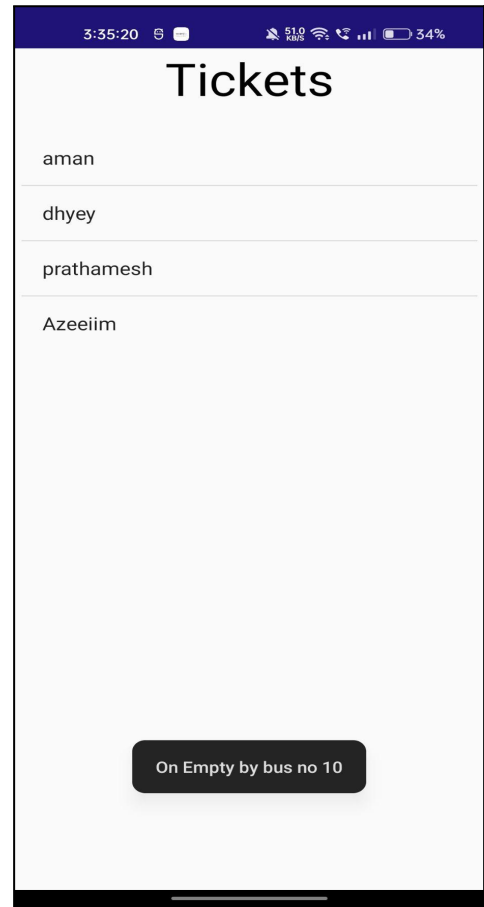 3:35:20 51.0 KB/S 34%
Tickets
aman
dhyey
prathamesh
Azeeiim
On Empty by bus no 10